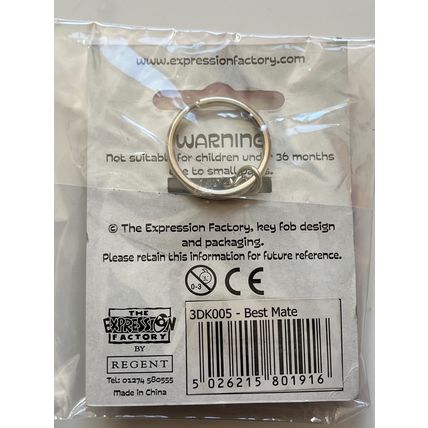 www.expressionfactory.com
WARNING
Not suitable for children under 36 months
due to small parts.
© The Expression Factory, key fob design
and packaging.
Please retain this information for future reference.
0-3
CE
3DK005 - Best Mate
THE
EXPRESSION
FACTORY
BY
REGENT
Tel: 01274 580555
Made in China
5 026215 801916